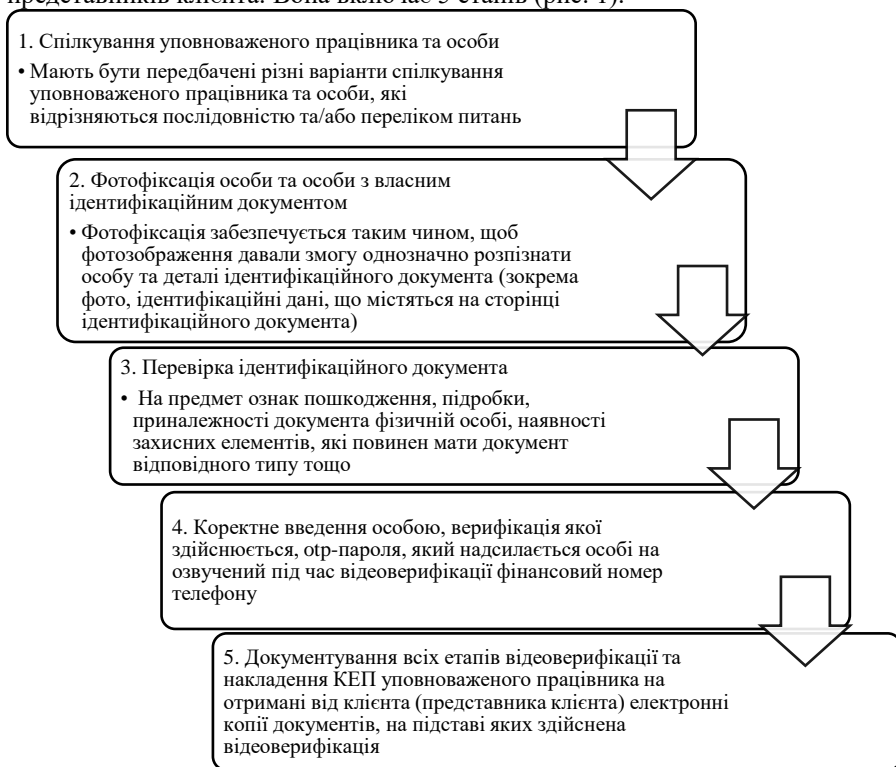 представників клієнта. Вона включає 5 етапів (рис. 1).
1. Спілкування уповноваженого працівника та особи
• Мають бути передбачені різні варіанти спілкування
уповноваженого працівника та особи, які
відрізняються послідовністю та/або переліком питань
2. Фотофіксація особи та особи з власним
ідентифікаційним документом
• Фотофіксація забезпечується таким чином, щоб
фотозображення давали змогу однозначно розпізнати
особу та деталі ідентифікаційного документа (зокрема
фото, ідентифікаційні дані, що містяться на сторінці
ідентифікаційного документа)
3. Перевірка ідентифікаційного документа
• На предмет ознак пошкодження, підробки,
приналежності документа фізичній особі, наявності
захисних елементів, які повинен мати документ
відповідного типу тощо
4. Коректне введення особою, верифікація якої
здійснюється, otp-пароля, який надсилається особі на
озвучений під час відеоверифікації фінансовий номер
телефону
5. Документування всіх етапів відеоверифікації та
накладення КЕП уповноваженого працівника на
отримані від клієнта (представника клієнта) електронні
копії документів, на підставі яких здійснена
відеоверифікація